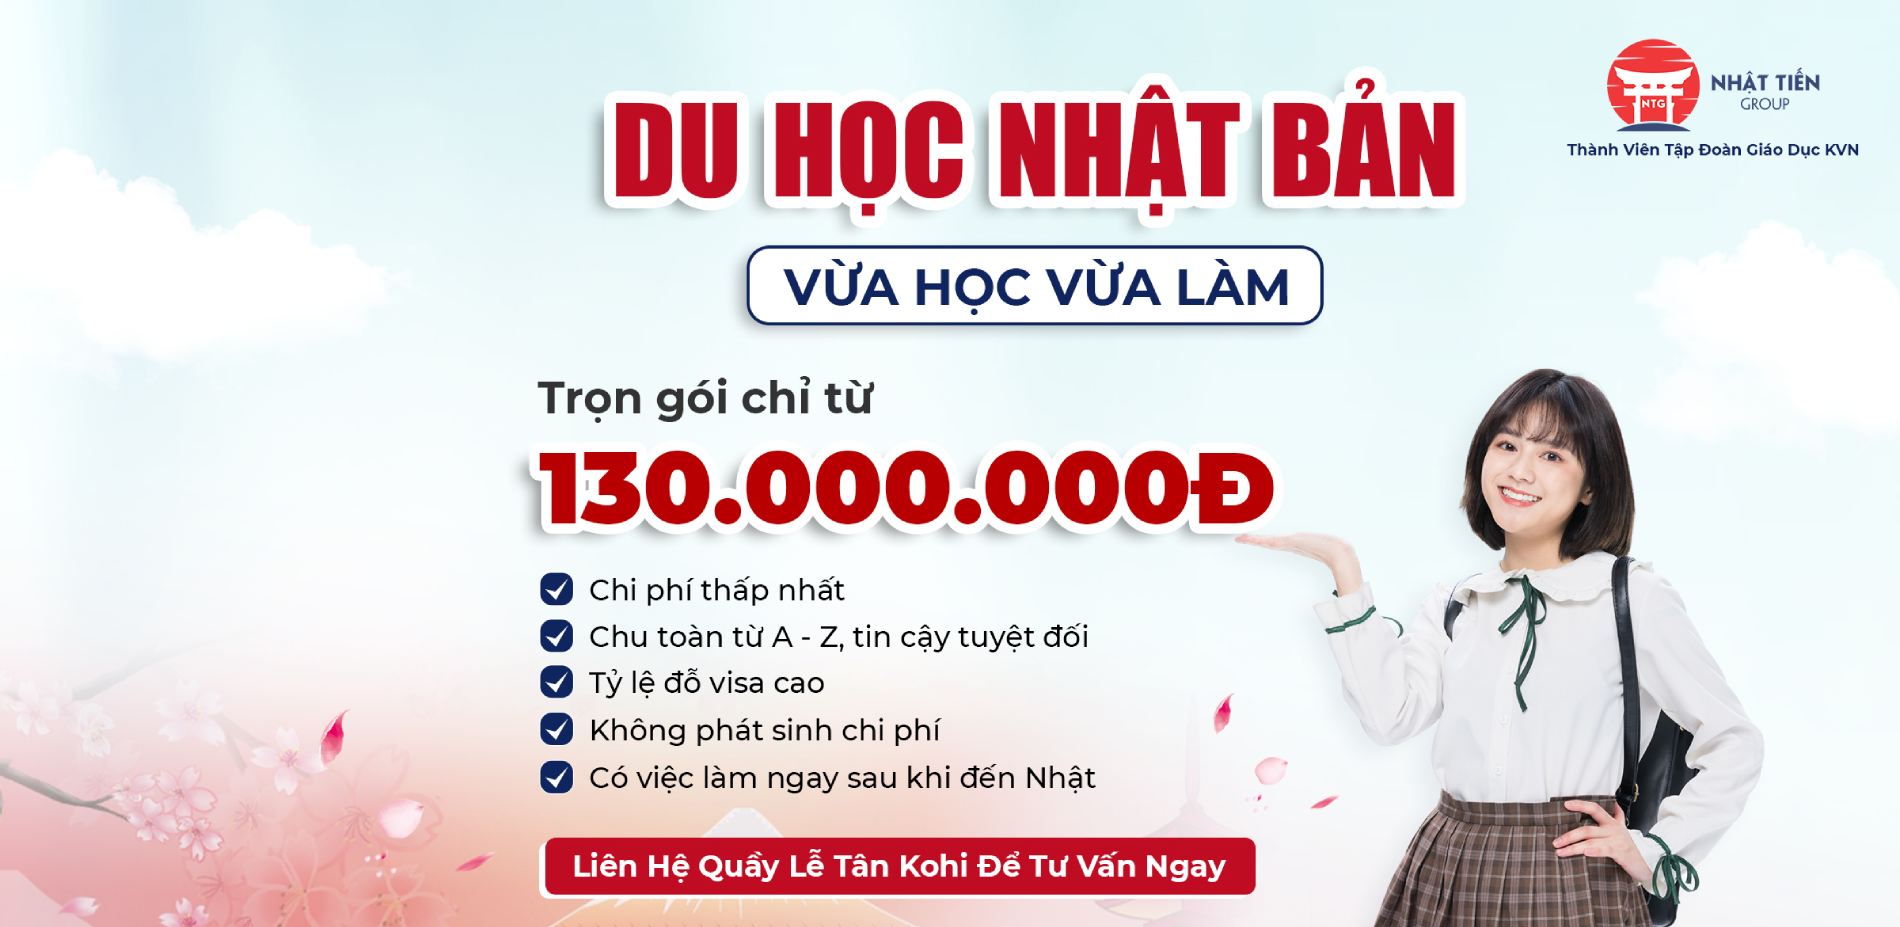 DU HỌC NHẬT BẢN
NTG
NHẬT TIẾN
GROUP
Thành Viên Tập Đoàn Giáo Dục KVN
VỪA HỌC VỪA LÀM
Trọn gói chỉ từ
130.000.000Đ
Chi phí thấp nhất
Chu toàn từ A - Z, tin cậy tuyệt đối
Tỷ lệ đỗ visa cao
Không phát sinh chi phí
Có việc làm ngay sau khi đến Nhật
Liên Hệ Quầy Lễ Tân Kohi Để Tư Vấn Ngay